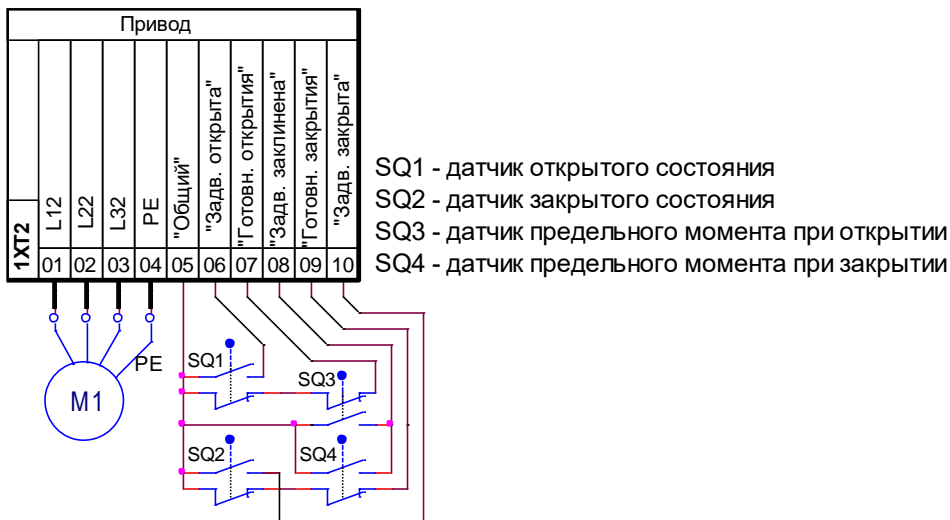 Привод
1XT2
L12
L22
L32
PE
"Общий"
"Задв. открыта"
"Готовн. открытия"
"Задв. заклинена"
"Готовн. закрытия"
"Задв. закрыта"
01 02 03 04 05 06 07 08 09 10
SQ1 - датчик открытого состояния
SQ2 - датчик закрытого состояния
SQ3 - датчик предельного момента при открытии
SQ4 - датчик предельного момента при закрытии
PE
M1
SQ1
SQ3
SQ2
SQ4